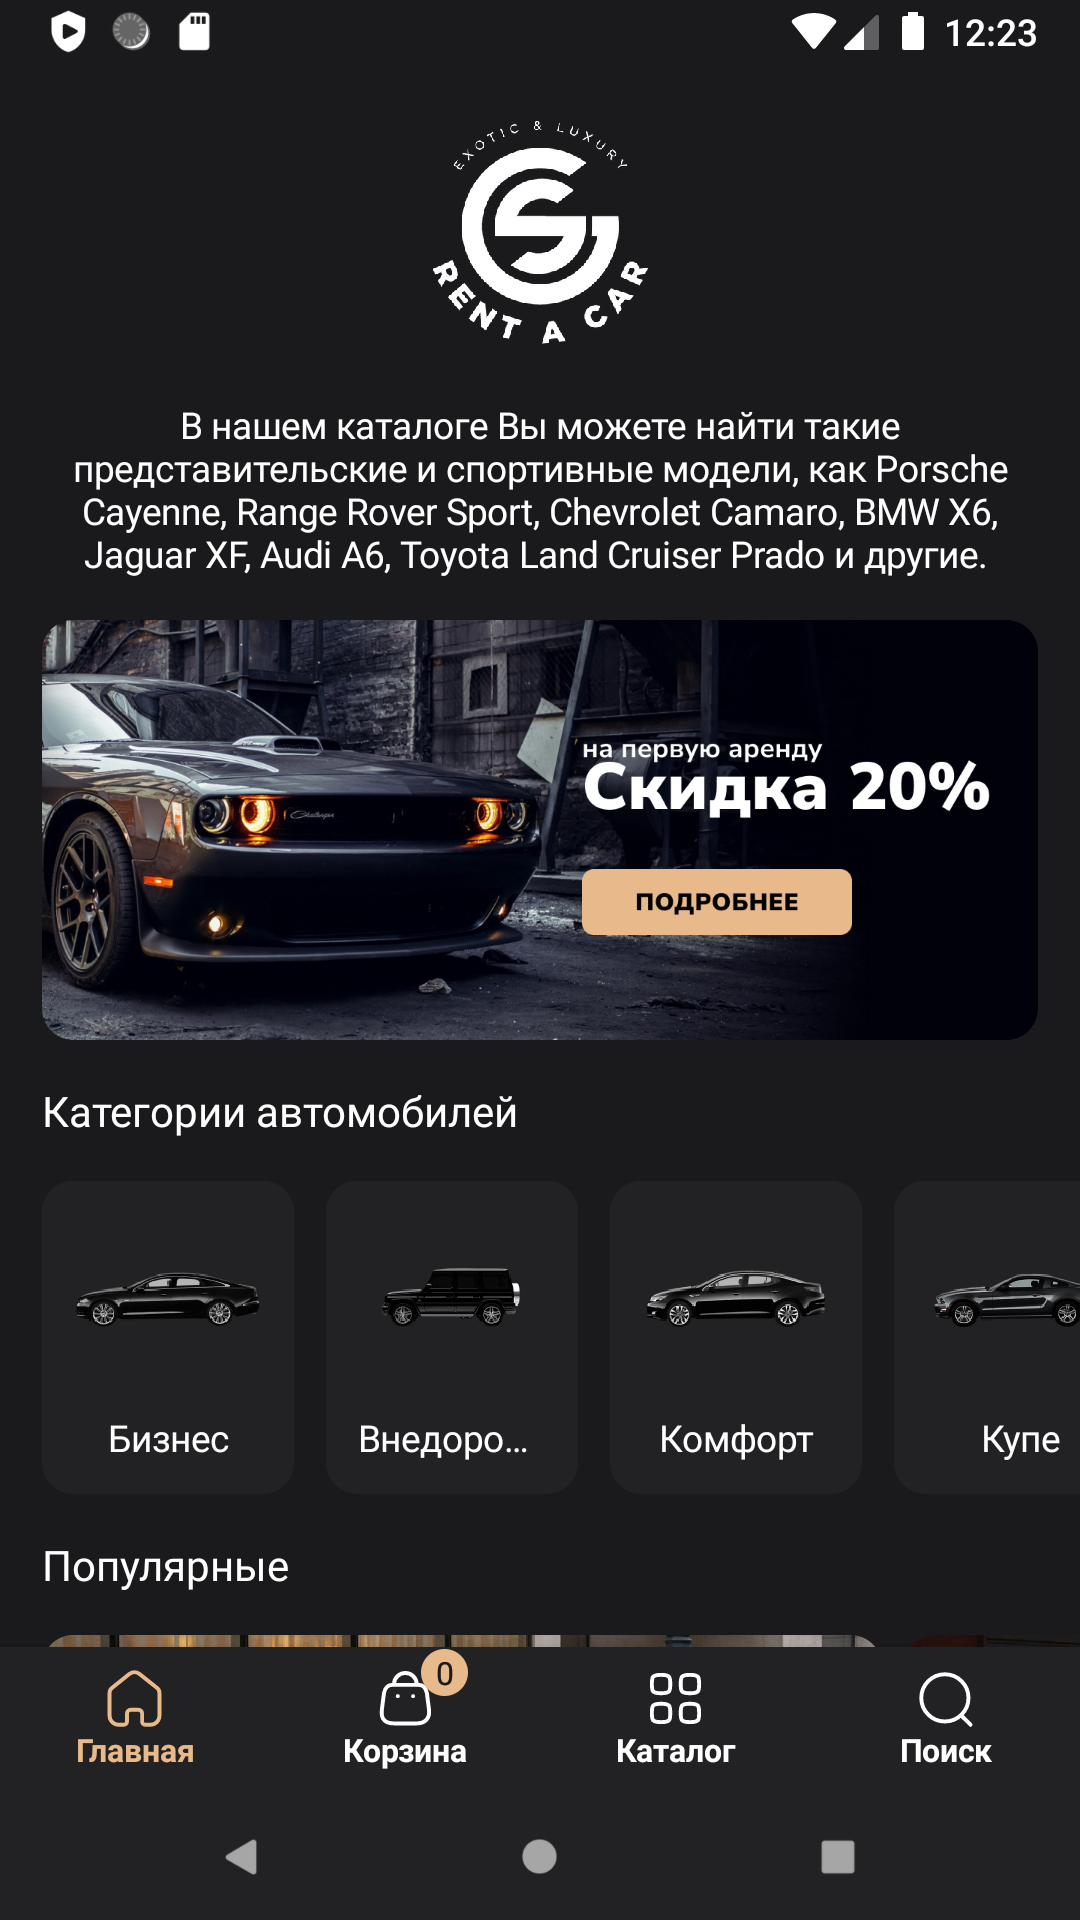 12:23
EXOTIC & LUXURY
RENT A CAR
В нашем каталоге Вы можете найти такие
представительские и спортивные модели, как Porsche
Cayenne, Range Rover Sport, Chevrolet Camaro, BMW X6,
Jaguar XF, Audi A6, Toyota Land Cruiser Prado и другие.
на первую аренду
Скидка 20%
Challenger
ПОДРОБНЕЕ
Категории автомобилей
Бизнес
Внедоро...
Комфорт
Купе
Популярные
0
Главная
Корзина
Каталог
Поиск